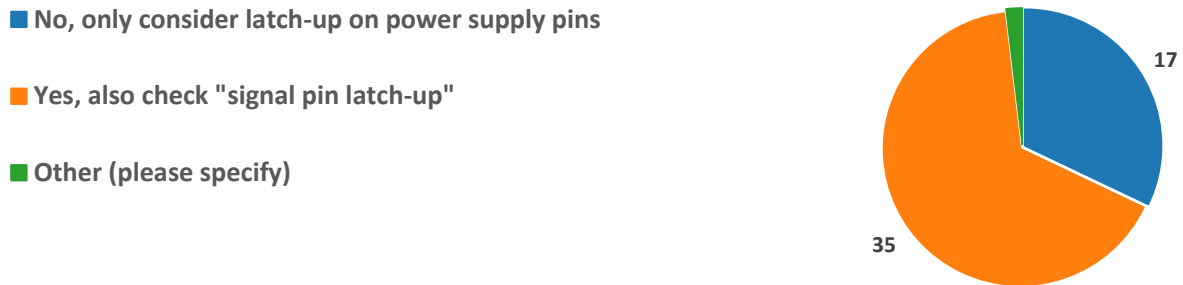 No, only consider latch-up on power supply pins
Yes, also check "signal pin latch-up"
Other (please specify)
17
35